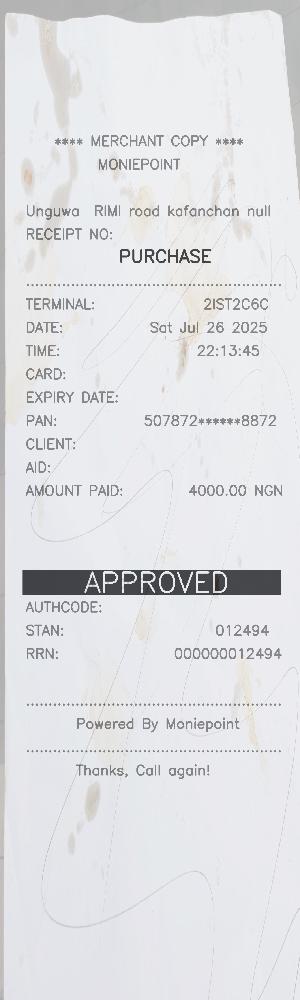 **** MERCHANT COPY ****
MONIEPOINT
Unguwa RIMI road kafanchan null
RECEIPT NO:
PURCHASE
TERMINAL: 2IST2C6C
DATE: Sat Jul 26 2025
TIME: 22:13:45
CARD:
EXPIRY DATE:
PAN: 507872******8872
CLIENT:
AID:
AMOUNT PAID: 4000.00 NGN
APPROVED
AUTHCODE:
STAN: 012494
RRN: 000000012494
Powered By Moniepoint
Thanks, Call again!